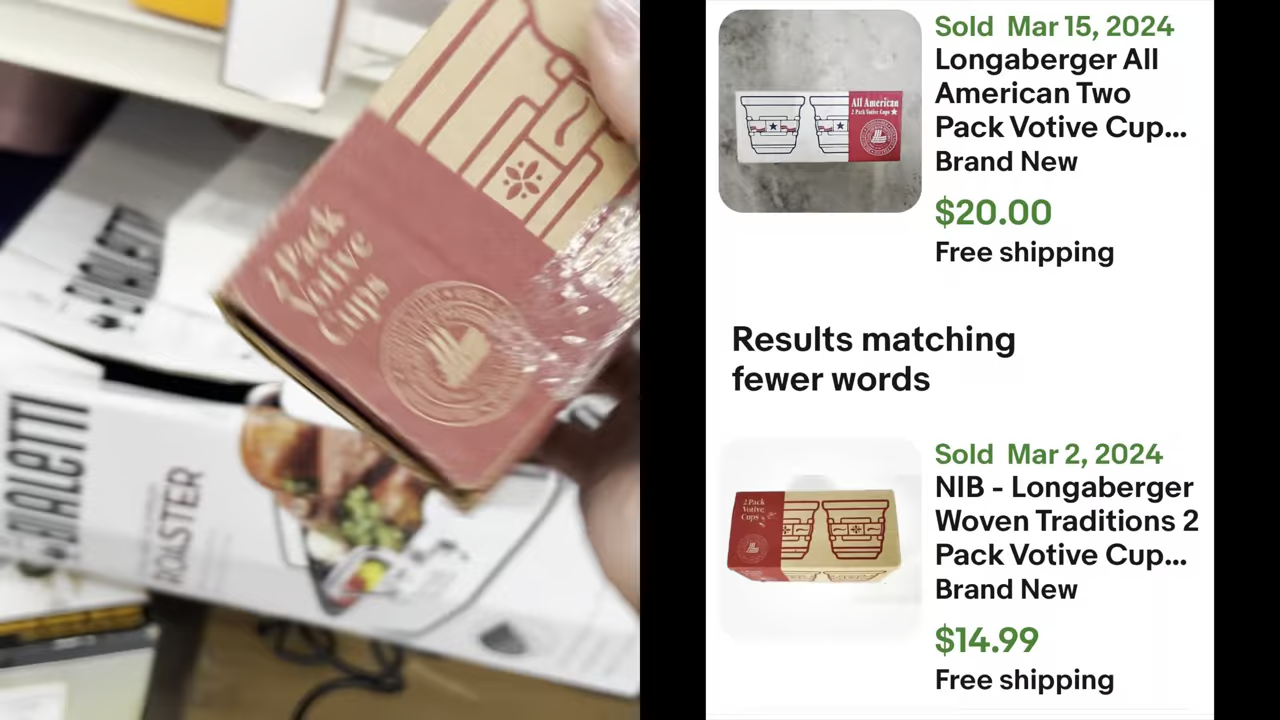 2 Pack
Votive
Cups
BIALETTI
BIALETTI
ROASTER
Sold Mar 15, 2024
Longaberger All
American Two
Pack Votive Cup...
Brand New
$20.00
Free shipping
All American
2 Pack Votive Cups
Results matching
fewer words
Sold Mar 2, 2024
NIB - Longaberger
Woven Traditions 2
Pack Votive Cup...
Brand New
$14.99
Free shipping
2 Pack
Votive
Cups